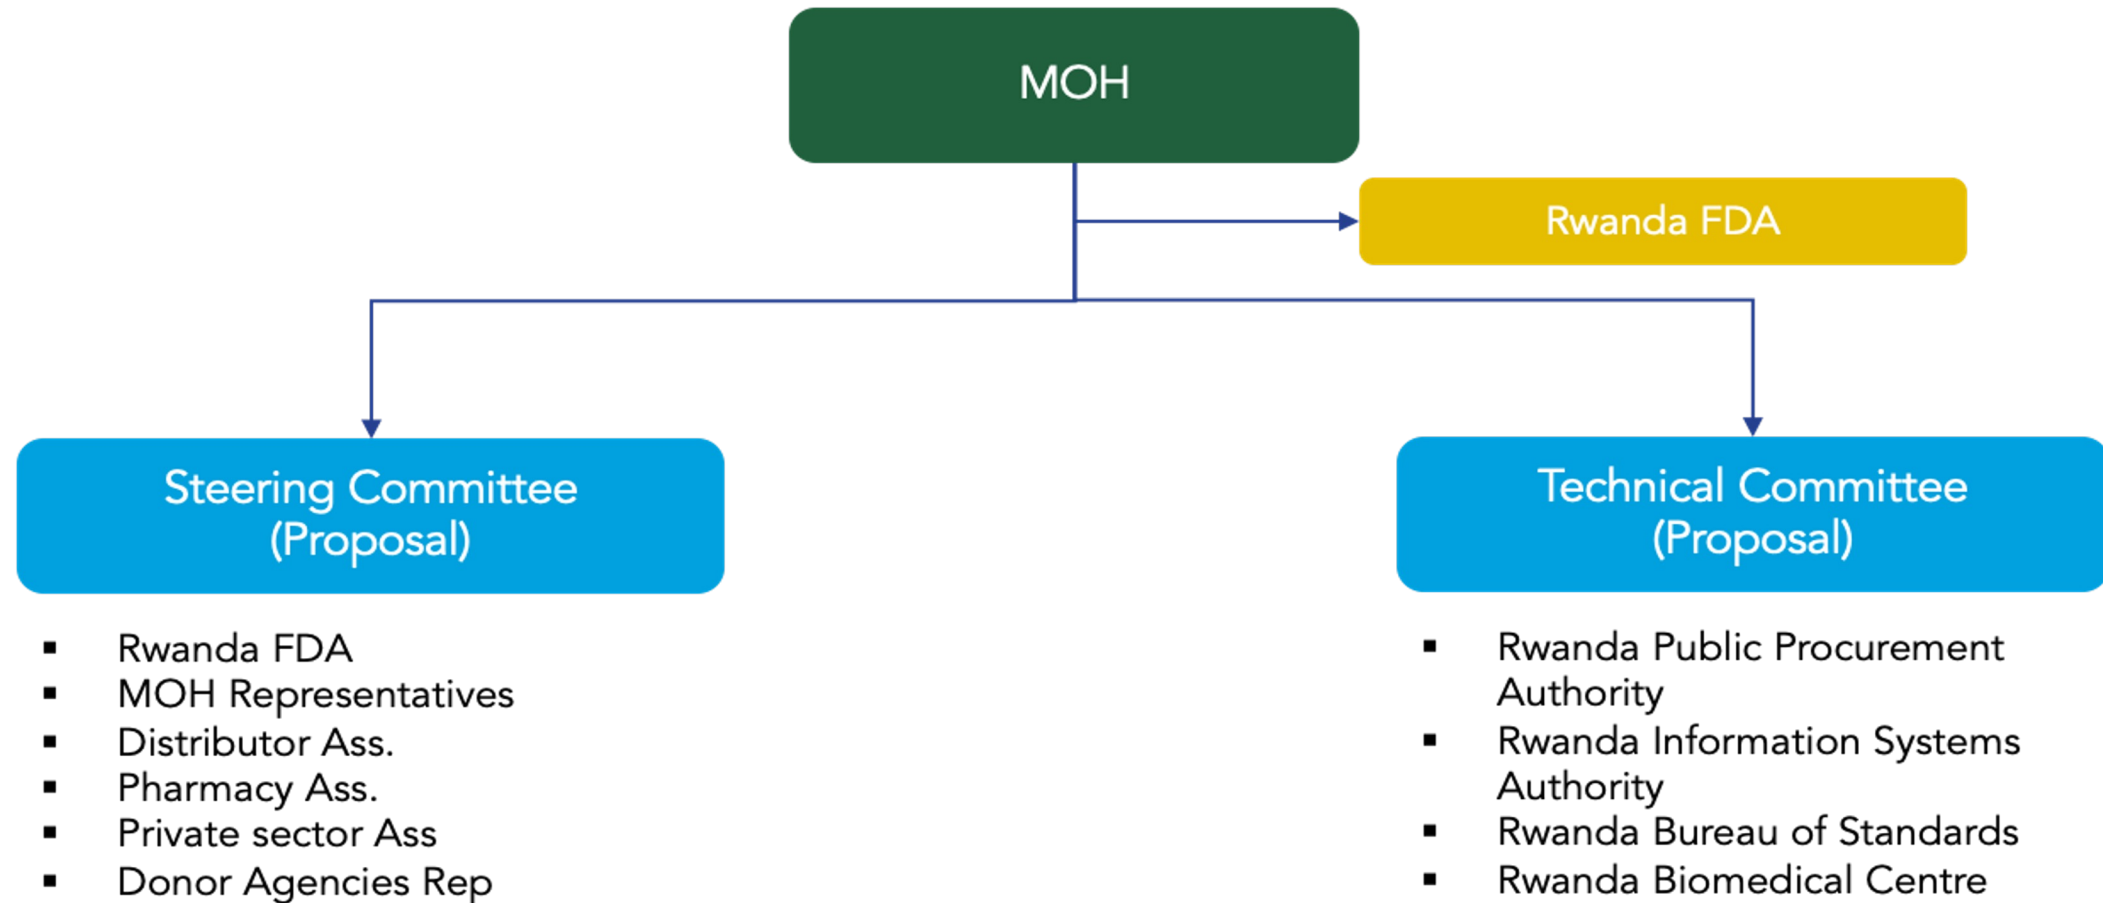 MOH
Rwanda FDA
Steering Committee
(Proposal)
▪ Rwanda FDA
▪ MOH Representatives
▪ Distributor Ass.
▪ Pharmacy Ass.
▪ Private sector Ass
▪ Donor Agencies Rep
Technical Committee
(Proposal)
▪ Rwanda Public Procurement
Authority
▪ Rwanda Information Systems
Authority
▪ Rwanda Bureau of Standards
▪ Rwanda Biomedical Centre